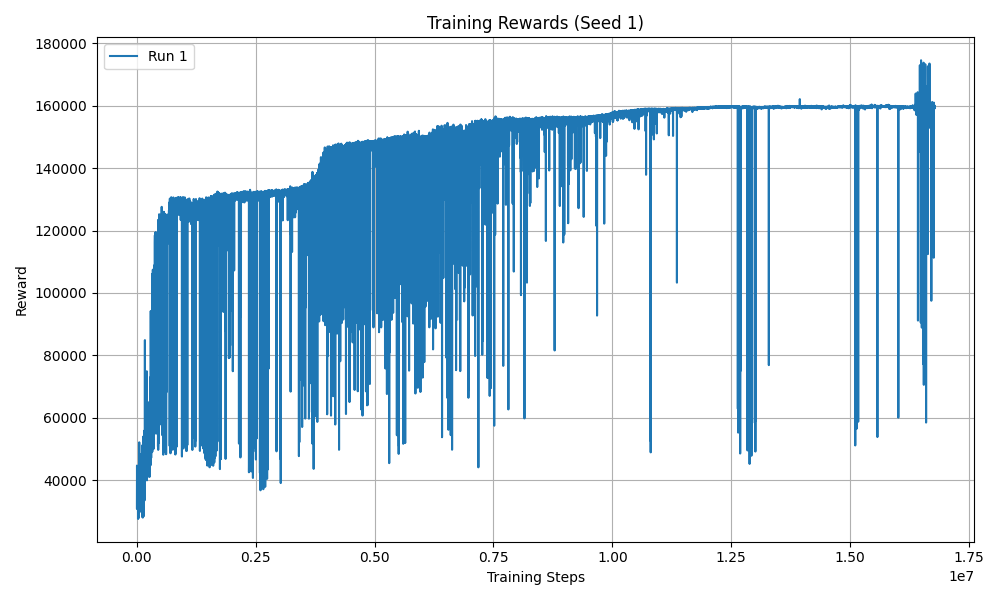 Training Rewards (Seed 1)
Run 1
Reward
180000
160000
140000
120000
100000
80000
60000
40000
0.00 0.25 0.50 0.75 1.00 1.25 1.50 1.75
1e7
Training Steps